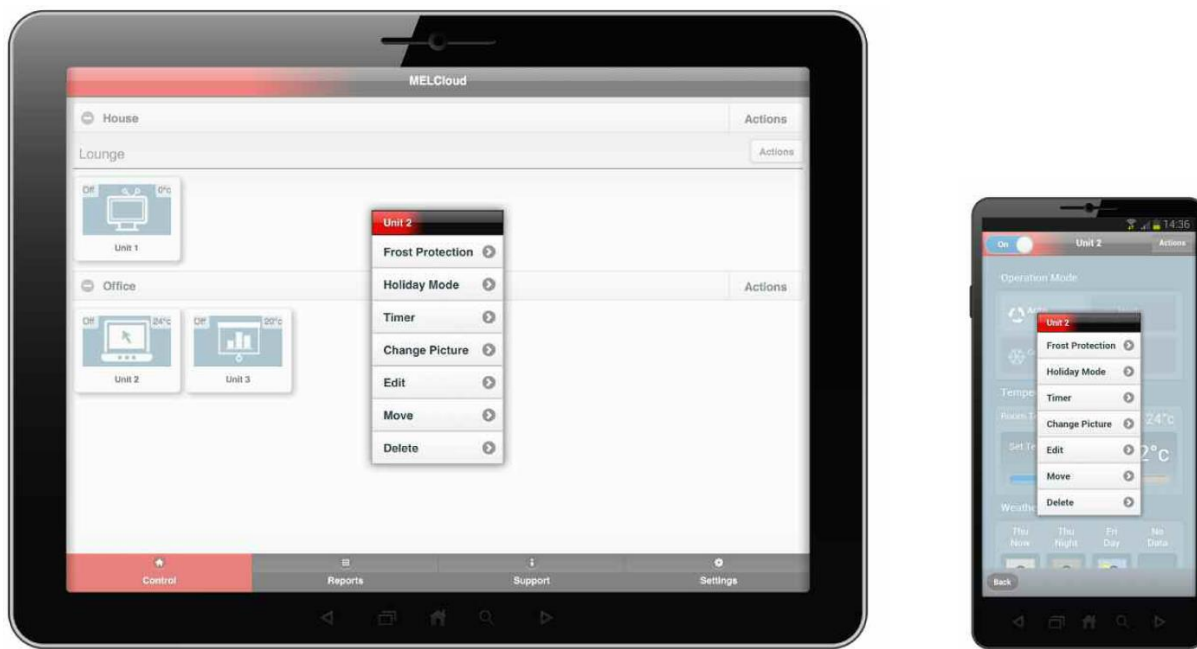 MELCloud
House Actions
Lounge Actions
Off 0°c
Unit 1
Office Actions
Off 24°c Off 20°c
Unit 2 Unit 3
Unit 2
Frost Protection
Holiday Mode
Timer
Change Picture
Edit
Move
Delete
Control Reports Support Settings
14:36
On Unit 2 Actions
Operation Mode
Unit 2
Frost Protection
Holiday Mode
Timer
Change Picture
Edit
Move
Delete
24°c
2°c
Thu Thu Fri No
Now Night Day Data
Back